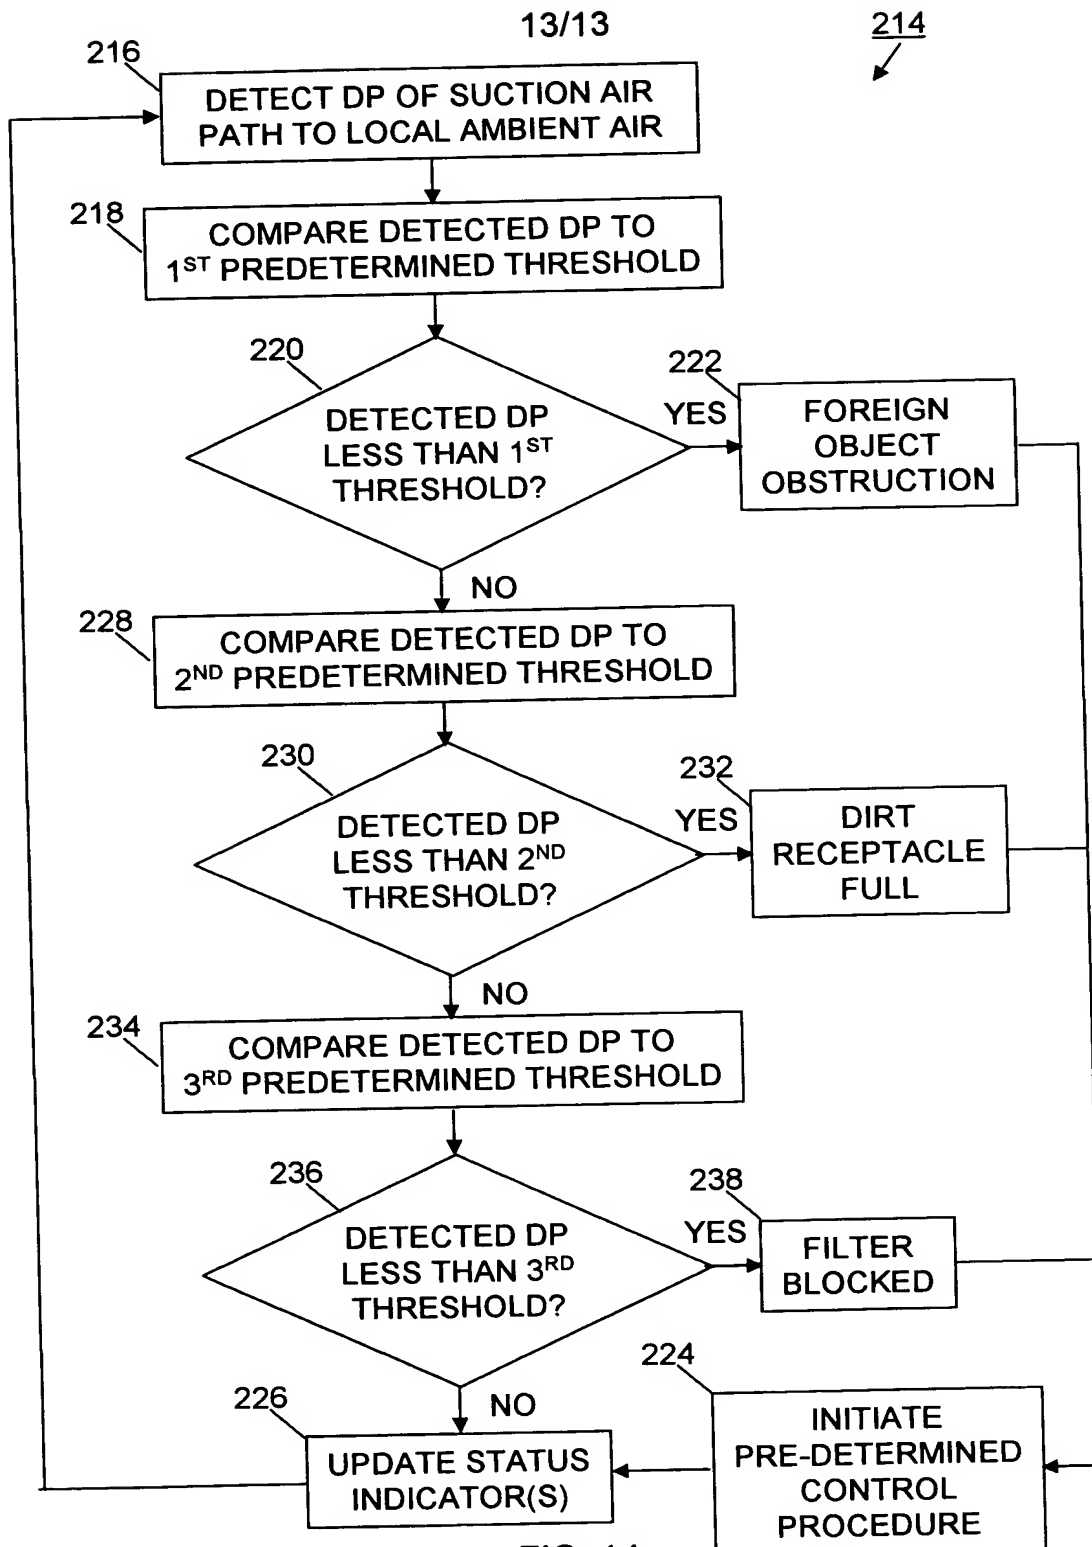 13/13
214
216
DETECT DP OF SUCTION AIR
PATH TO LOCAL AMBIENT AIR
218
COMPARE DETECTED DP TO
1ST PREDETERMINED THRESHOLD
220
DETECTED DP
LESS THAN 1ST
THRESHOLD?
YES
222
FOREIGN
OBJECT
OBSTRUCTION
NO
228
COMPARE DETECTED DP TO
2ND PREDETERMINED THRESHOLD
230
DETECTED DP
LESS THAN 2ND
THRESHOLD?
YES
232
DIRT
RECEPTACLE
FULL
NO
234
COMPARE DETECTED DP TO
3RD PREDETERMINED THRESHOLD
236
DETECTED DP
LESS THAN 3RD
THRESHOLD?
YES
238
FILTER
BLOCKED
NO
224
INITIATE
PRE-DETERMINED
CONTROL
PROCEDURE
226
UPDATE STATUS
INDICATOR(S)